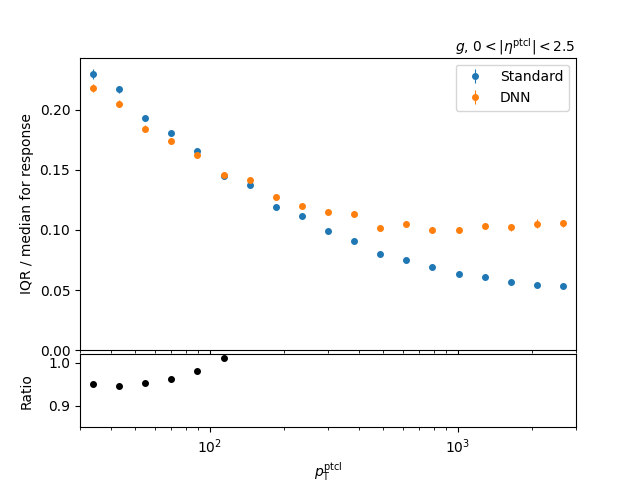 g, 0 < |η^ptcl| < 2.5
Standard
DNN
IQR / median for response
0.20
0.15
0.10
0.05
0.00
Ratio
1.0
0.9
10^2
10^3
p_T^ptcl